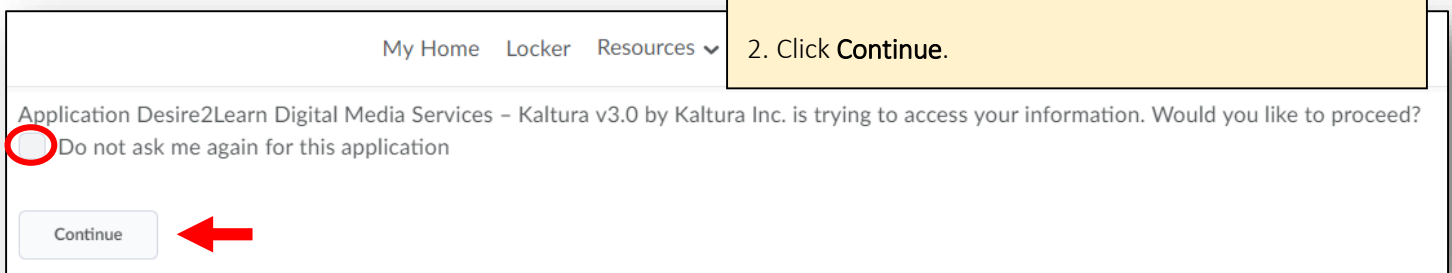 My Home Locker Resources
2. Click Continue.
Application Desire2Learn Digital Media Services – Kaltura v3.0 by Kaltura Inc. is trying to access your information. Would you like to proceed?
Do not ask me again for this application
Continue